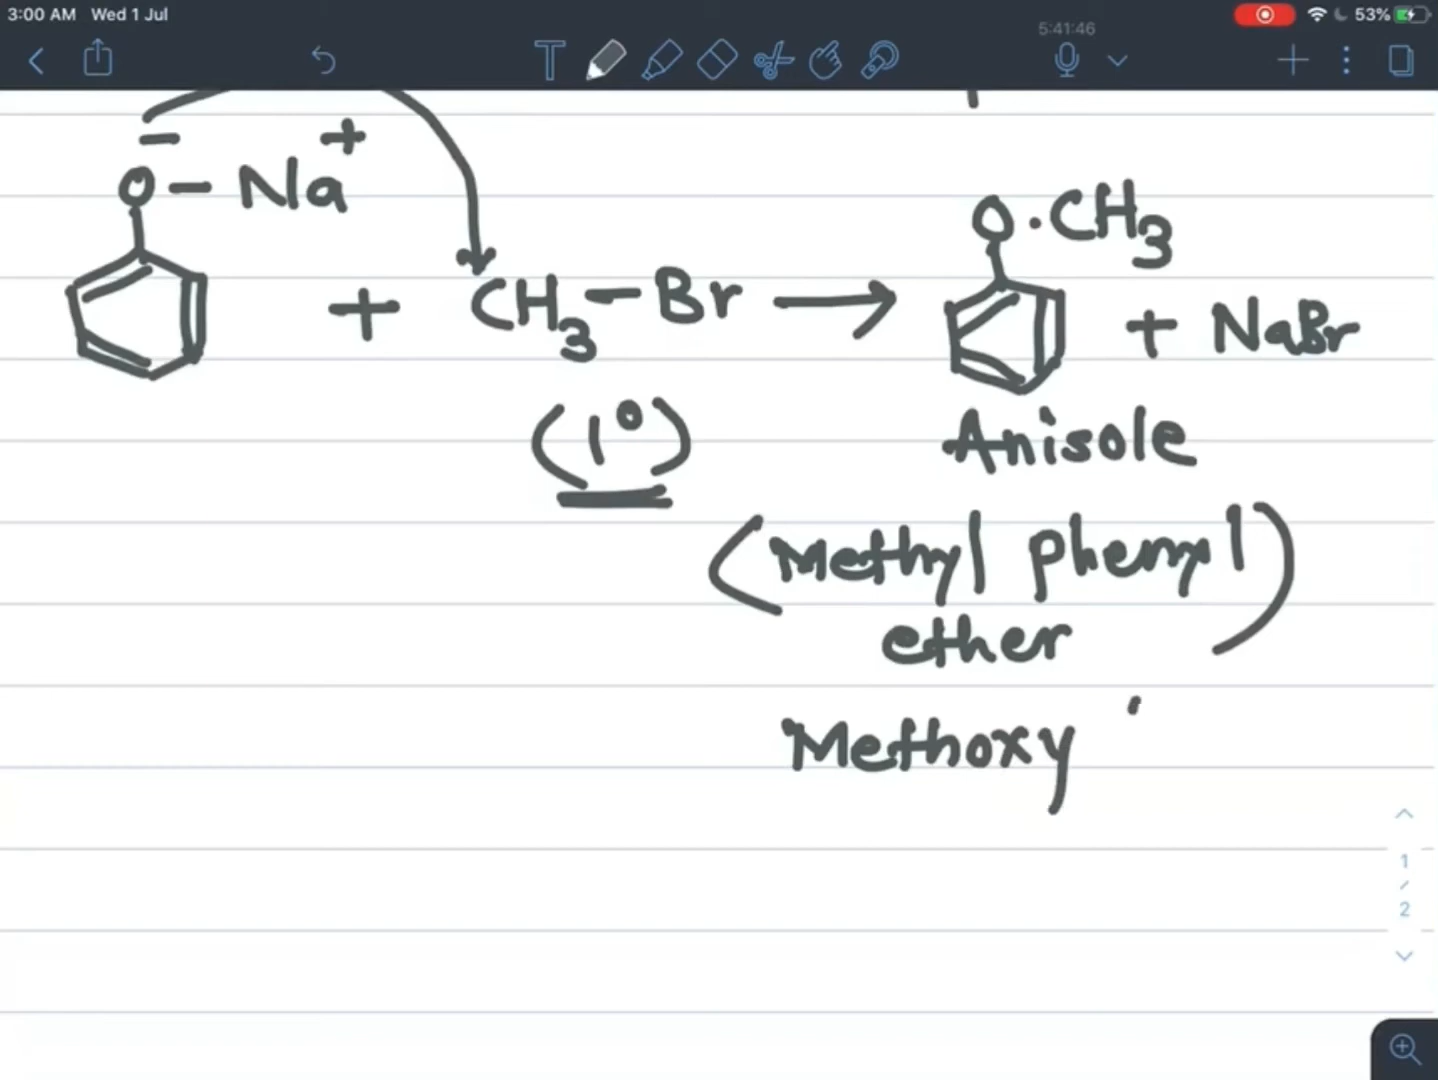 3:00 AM Wed 1 Jul
53%
5:41:46
T
− +
O − Na
O·CH3
+ CH3−Br → + NaBr
(1°)
Anisole
(Methyl phenyl)
ether
Methoxy
1
/
2